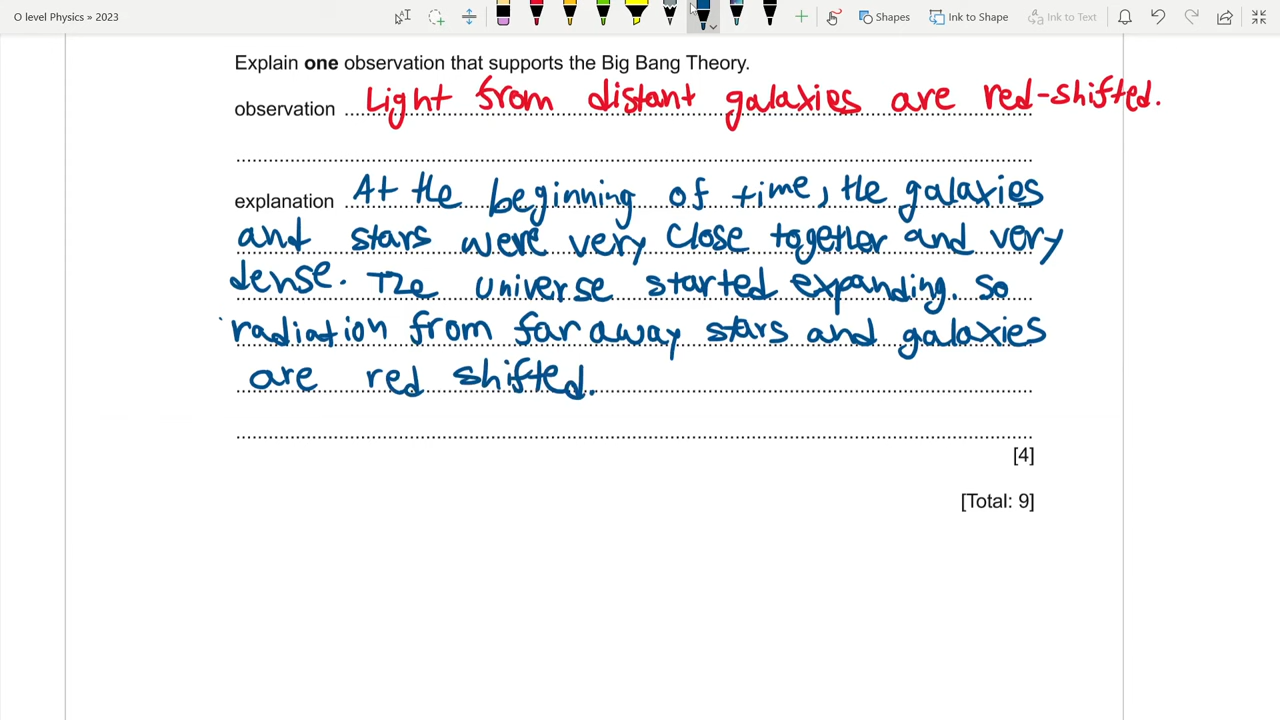 O level Physics » 2023
Shapes
Ink to Shape
Ink to Text
Explain one observation that supports the Big Bang Theory.
observation Light from distant galaxies are red-shifted.
explanation At the beginning of time, the galaxies
and stars were very close together and very
dense. The universe started expanding. So
radiation from far away stars and galaxies
are red shifted.
[4]
[Total: 9]